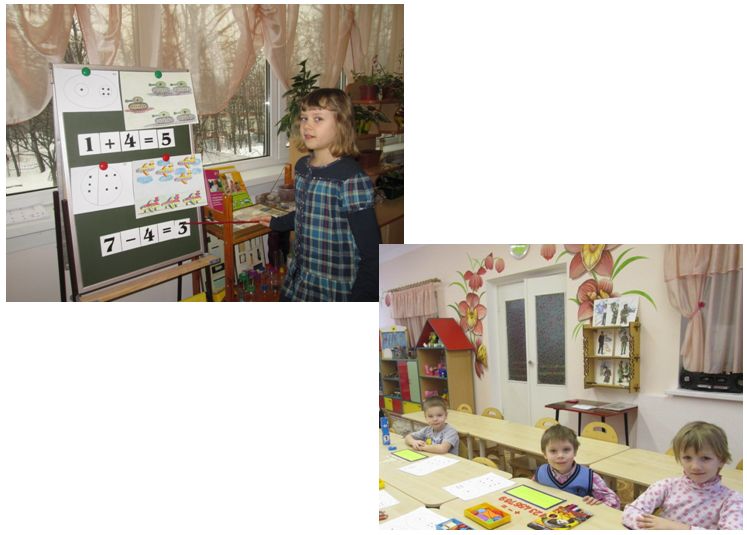 1 + 4 = 5
7 − 4 = 3